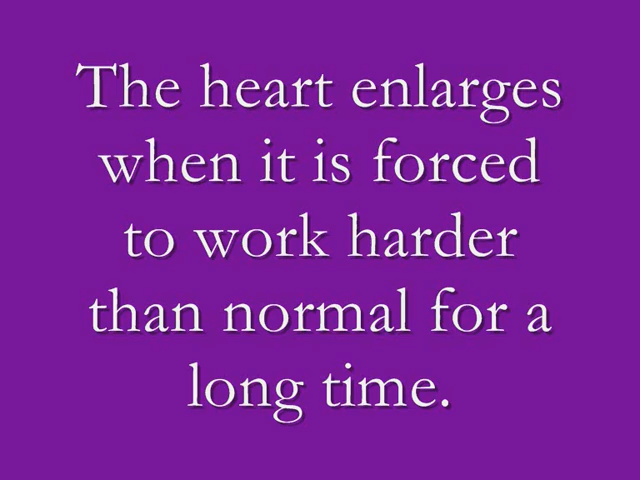 The heart enlarges
when it is forced
to work harder
than normal for a
long time.